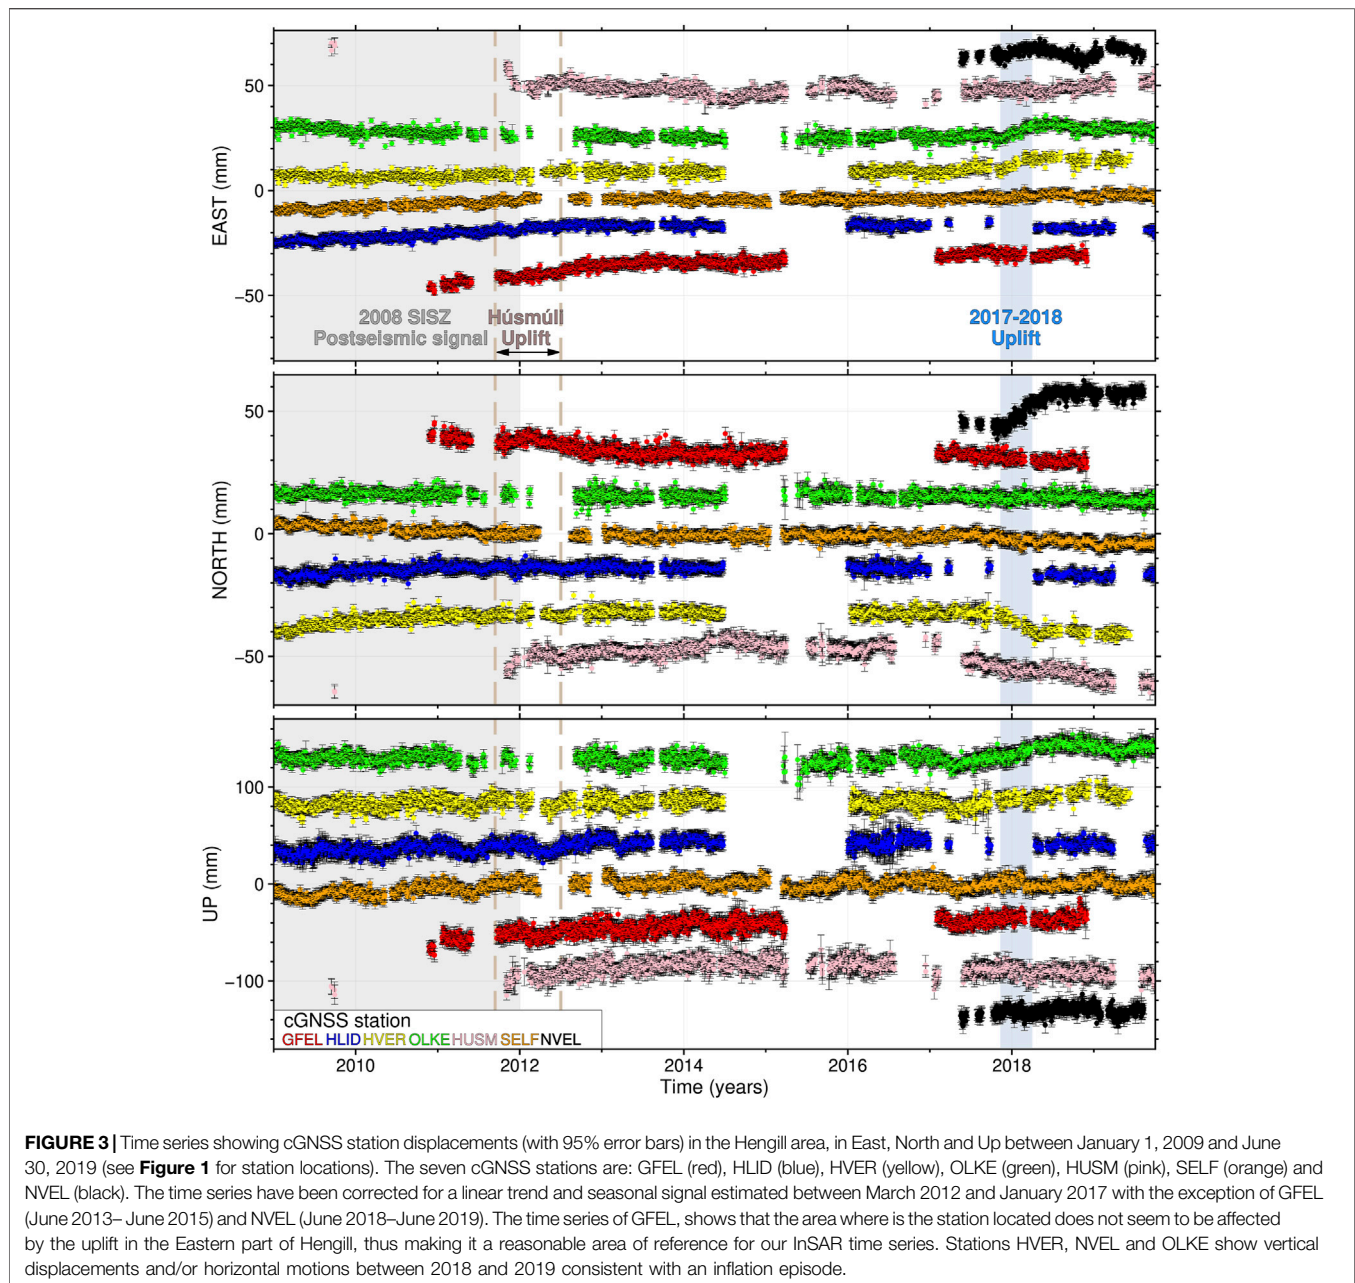 50
0
−50
EAST (mm)
2008 SISZ
Postseismic signal
Húsmúli
Uplift
2017-2018
Uplift
50
0
−50
NORTH (mm)
100
0
−100
UP (mm)
cGNSS station
GFEL HLID HVER OLKE HUSM SELF NVEL
2010 2012 2014 2016 2018
Time (years)
FIGURE 3 | Time series showing cGNSS station displacements (with 95% error bars) in the Hengill area, in East, North and Up between January 1, 2009 and June
30, 2019 (see Figure 1 for station locations). The seven cGNSS stations are: GFEL (red), HLID (blue), HVER (yellow), OLKE (green), HUSM (pink), SELF (orange) and
NVEL (black). The time series have been corrected for a linear trend and seasonal signal estimated between March 2012 and January 2017 with the exception of GFEL
(June 2013– June 2015) and NVEL (June 2018–June 2019). The time series of GFEL, shows that the area where is the station located does not seem to be affected
by the uplift in the Eastern part of Hengill, thus making it a reasonable area of reference for our InSAR time series. Stations HVER, NVEL and OLKE show vertical
displacements and/or horizontal motions between 2018 and 2019 consistent with an inflation episode.